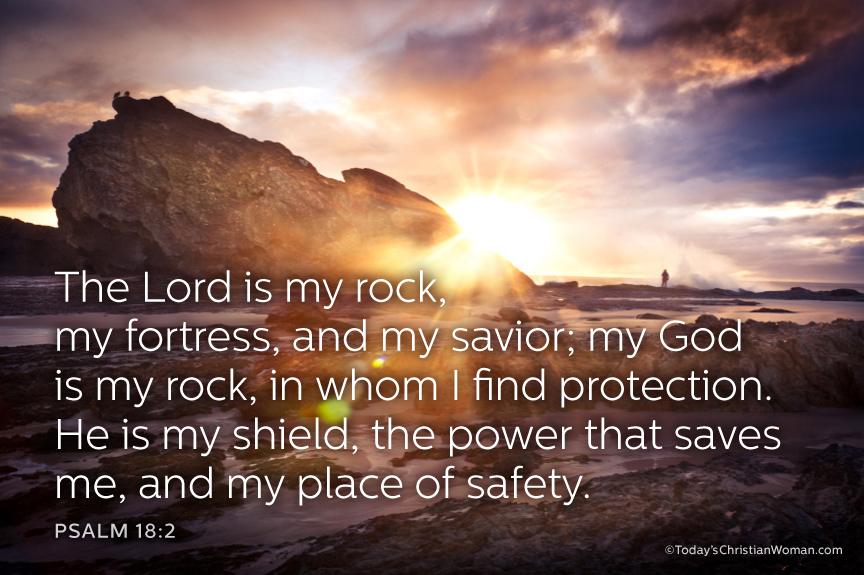 The Lord is my rock,
my fortress, and my savior; my God
is my rock, in whom I find protection.
He is my shield, the power that saves
me, and my place of safety.
PSALM 18:2
©Today'sChristianWoman.com